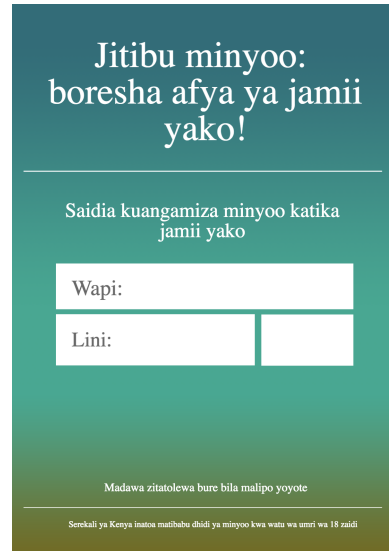 Jitibu minyoo:
boresha afya ya jamii
yako!
Saidia kuangamiza minyoo katika
jamii yako
Wapi:
Lini:
Madawa zitatolewa bure bila malipo yoyote
Serekali ya Kenya inatoa matibabu dhidi ya minyoo kwa watu wa umri wa 18 zaidi